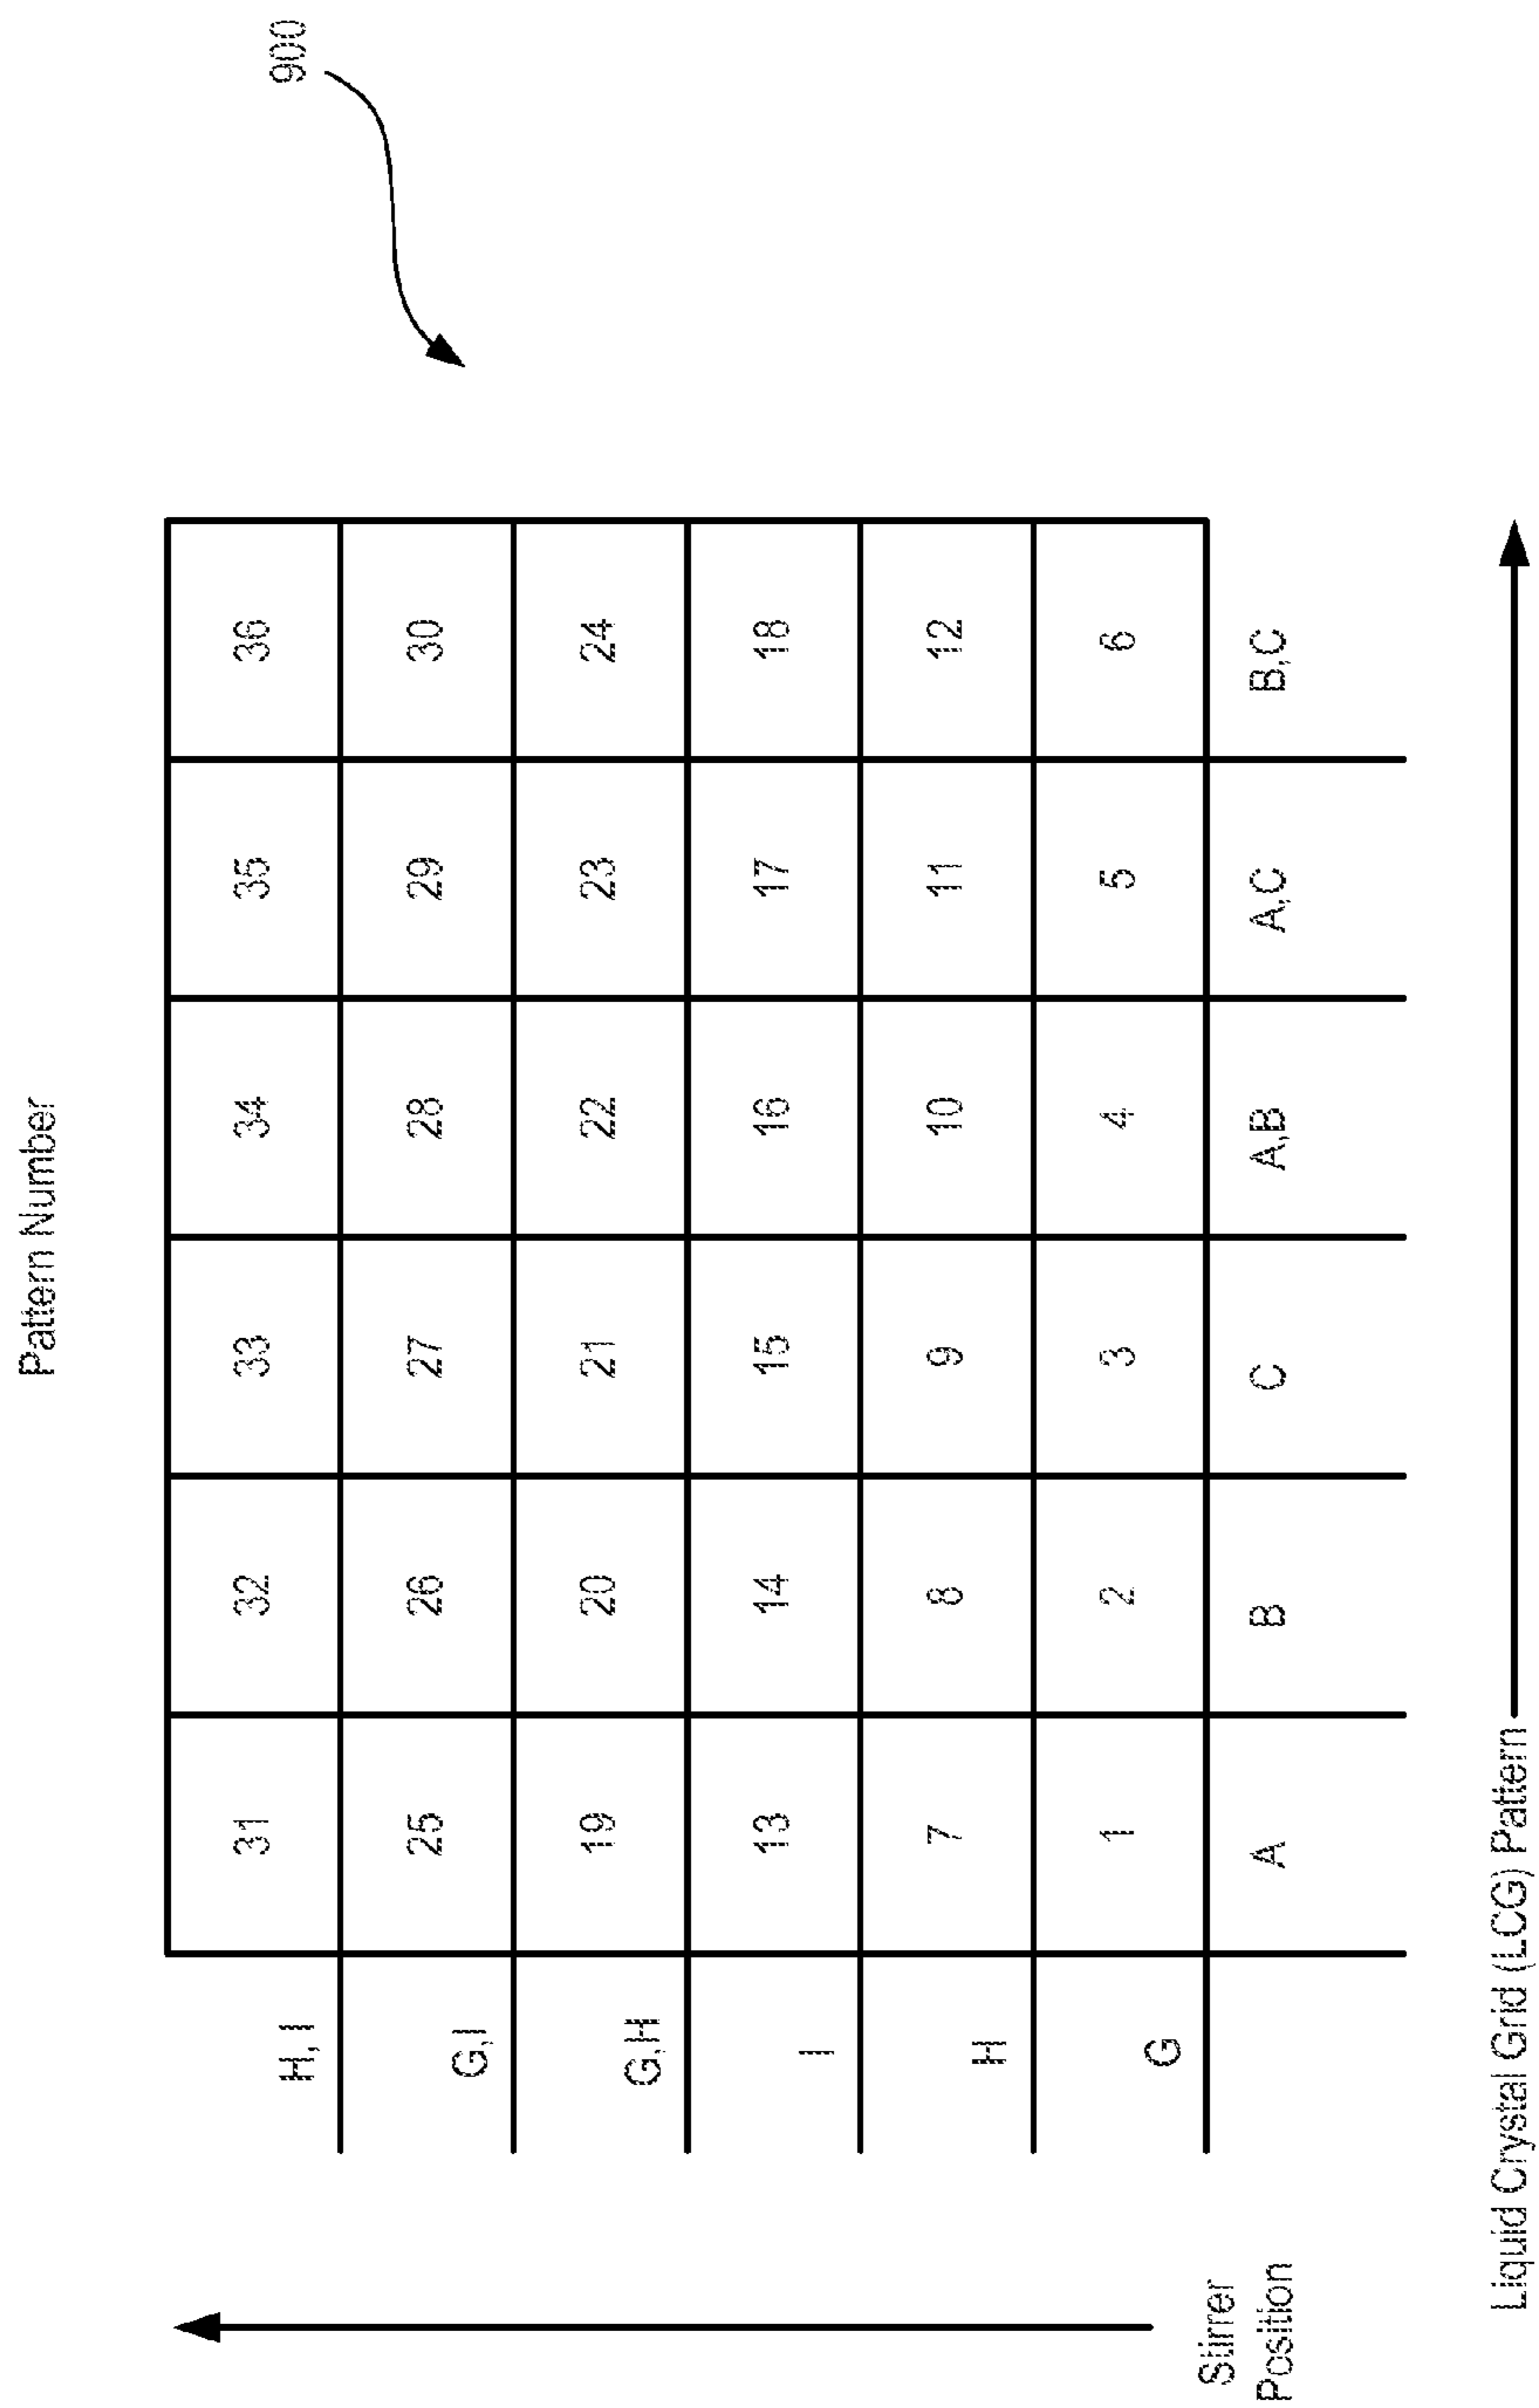 Pattern Number
900
H, I 31 32 33 34 35 36
G,I 25 26 27 28 29 30
G,H 19 20 21 22 23 24
I 13 14 15 16 17 18
H 7 8 9 10 11 12
G 1 2 3 4 5 6
A B C A,B A,C B,C
Stirrer
Position
Liquid Crystal Grid (LCG) Pattern